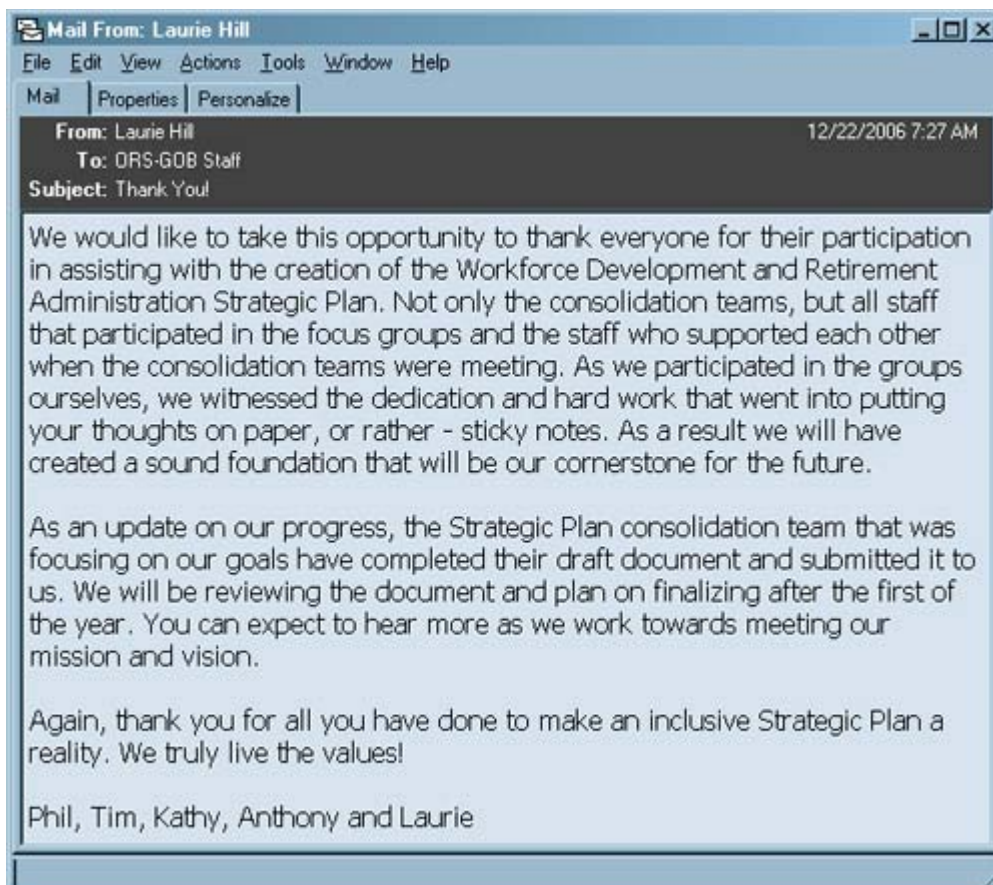 Mail From: Laurie Hill
File Edit View Actions Tools Window Help
Mail Properties Personalize
From: Laurie Hill 12/22/2006 7:27 AM
To: ORS-GOB Staff
Subject: Thank You!
We would like to take this opportunity to thank everyone for their participation
in assisting with the creation of the Workforce Development and Retirement
Administration Strategic Plan. Not only the consolidation teams, but all staff
that participated in the focus groups and the staff who supported each other
when the consolidation teams were meeting. As we participated in the groups
ourselves, we witnessed the dedication and hard work that went into putting
your thoughts on paper, or rather - sticky notes. As a result we will have
created a sound foundation that will be our cornerstone for the future.
As an update on our progress, the Strategic Plan consolidation team that was
focusing on our goals have completed their draft document and submitted it to
us. We will be reviewing the document and plan on finalizing after the first of
the year. You can expect to hear more as we work towards meeting our
mission and vision.
Again, thank you for all you have done to make an inclusive Strategic Plan a
reality. We truly live the values!
Phil, Tim, Kathy, Anthony and Laurie